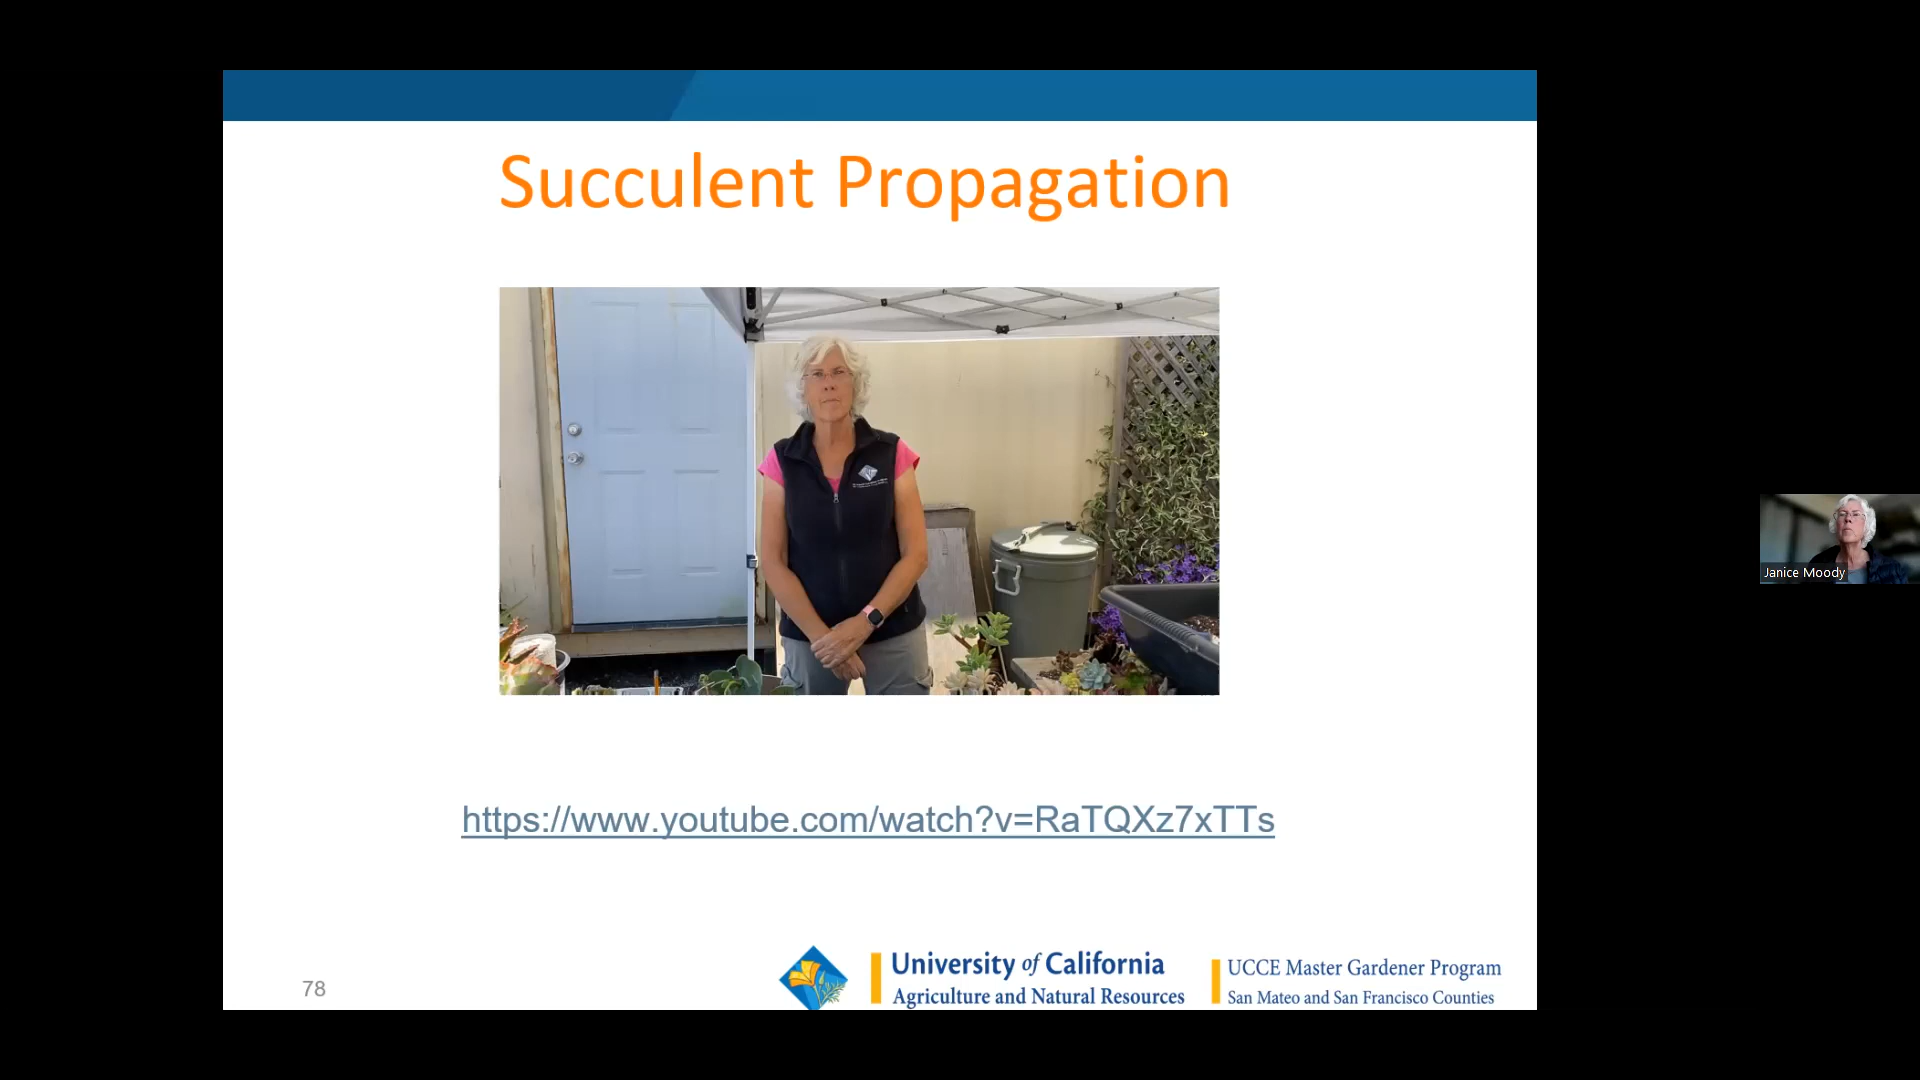 Succulent Propagation
https://www.youtube.com/watch?v=RaTQXz7xTTs
78
University of California
Agriculture and Natural Resources
UCCE Master Gardener Program
San Mateo and San Francisco Counties
Janice Moody